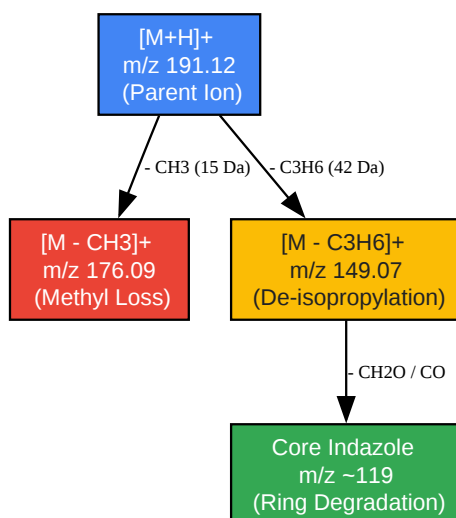 [M+H]+
m/z 191.12
(Parent Ion)
- CH3 (15 Da)
- C3H6 (42 Da)
[M - CH3]+
m/z 176.09
(Methyl Loss)
[M - C3H6]+
m/z 149.07
(De-isopropylation)
- CH2O / CO
Core Indazole
m/z ~119
(Ring Degradation)